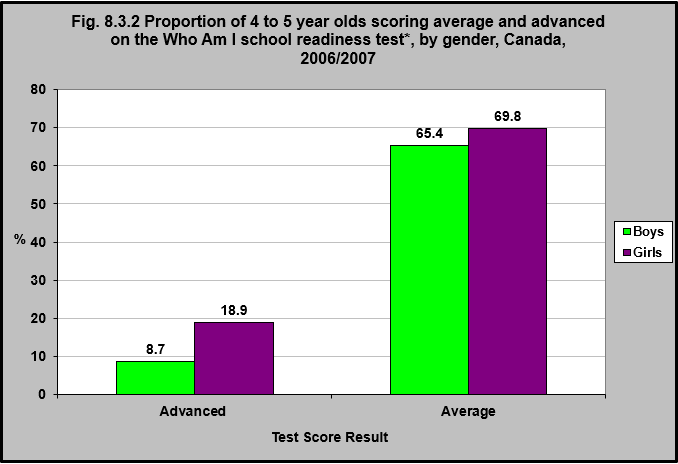 Fig. 8.3.2 Proportion of 4 to 5 year olds scoring average and advanced
on the Who Am I school readiness test*, by gender, Canada,
2006/2007
80
70
60
50
40
30
20
10
0
%
8.7
18.9
65.4
69.8
Advanced
Average
Test Score Result
Boys
Girls